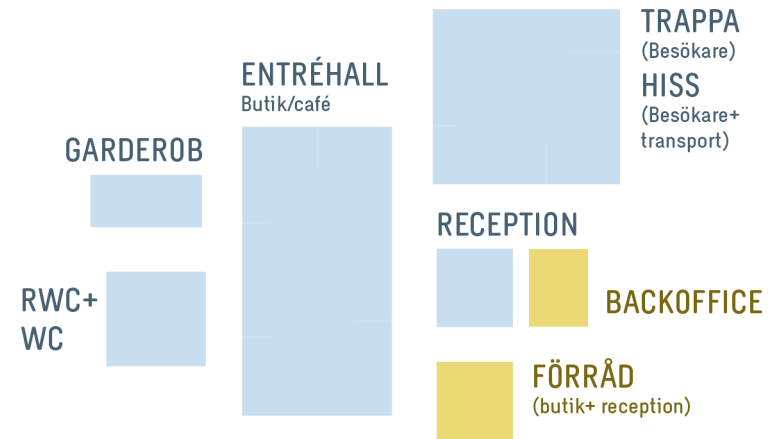 TRAPPA
(Besökare)
HISS
(Besökare+
transport)
ENTRÉHALL
Butik/café
GARDEROB
RECEPTION
RWC+
WC
BACKOFFICE
FÖRRÅD
(butik+ reception)